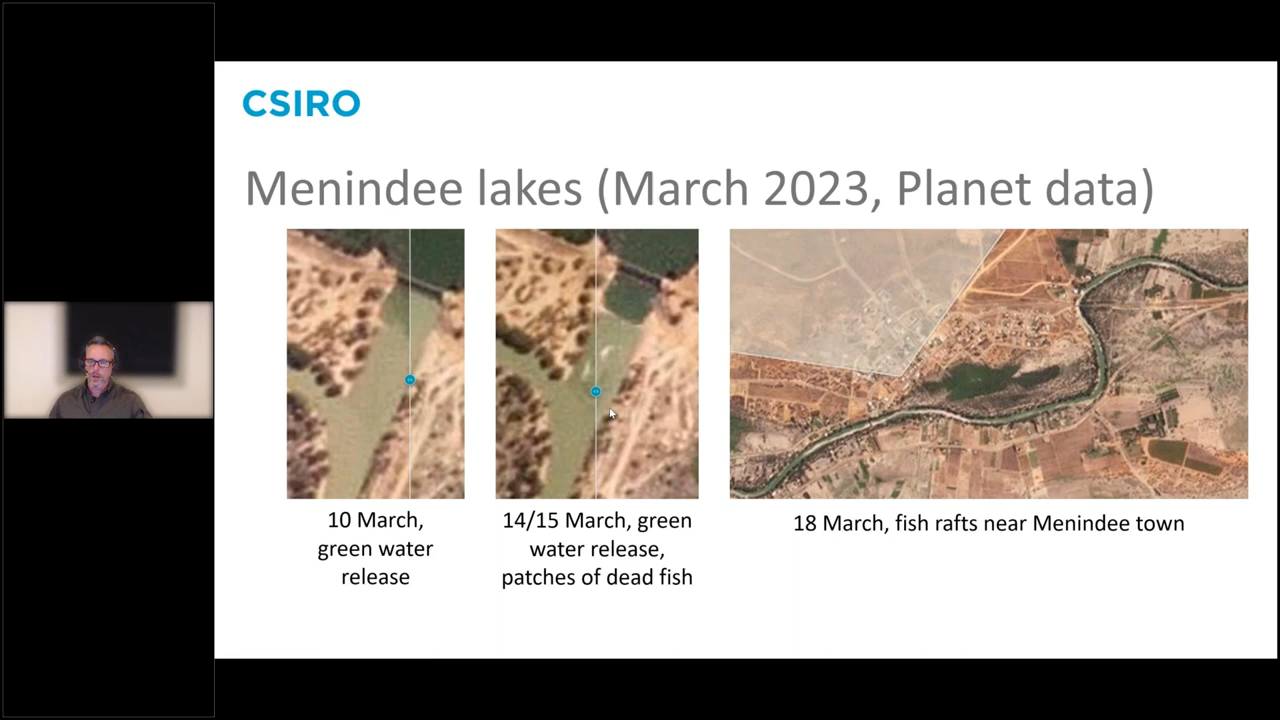 CSIRO
Menindee lakes (March 2023, Planet data)
10 March,
green water
release
14/15 March, green
water release,
patches of dead fish
18 March, fish rafts near Menindee town